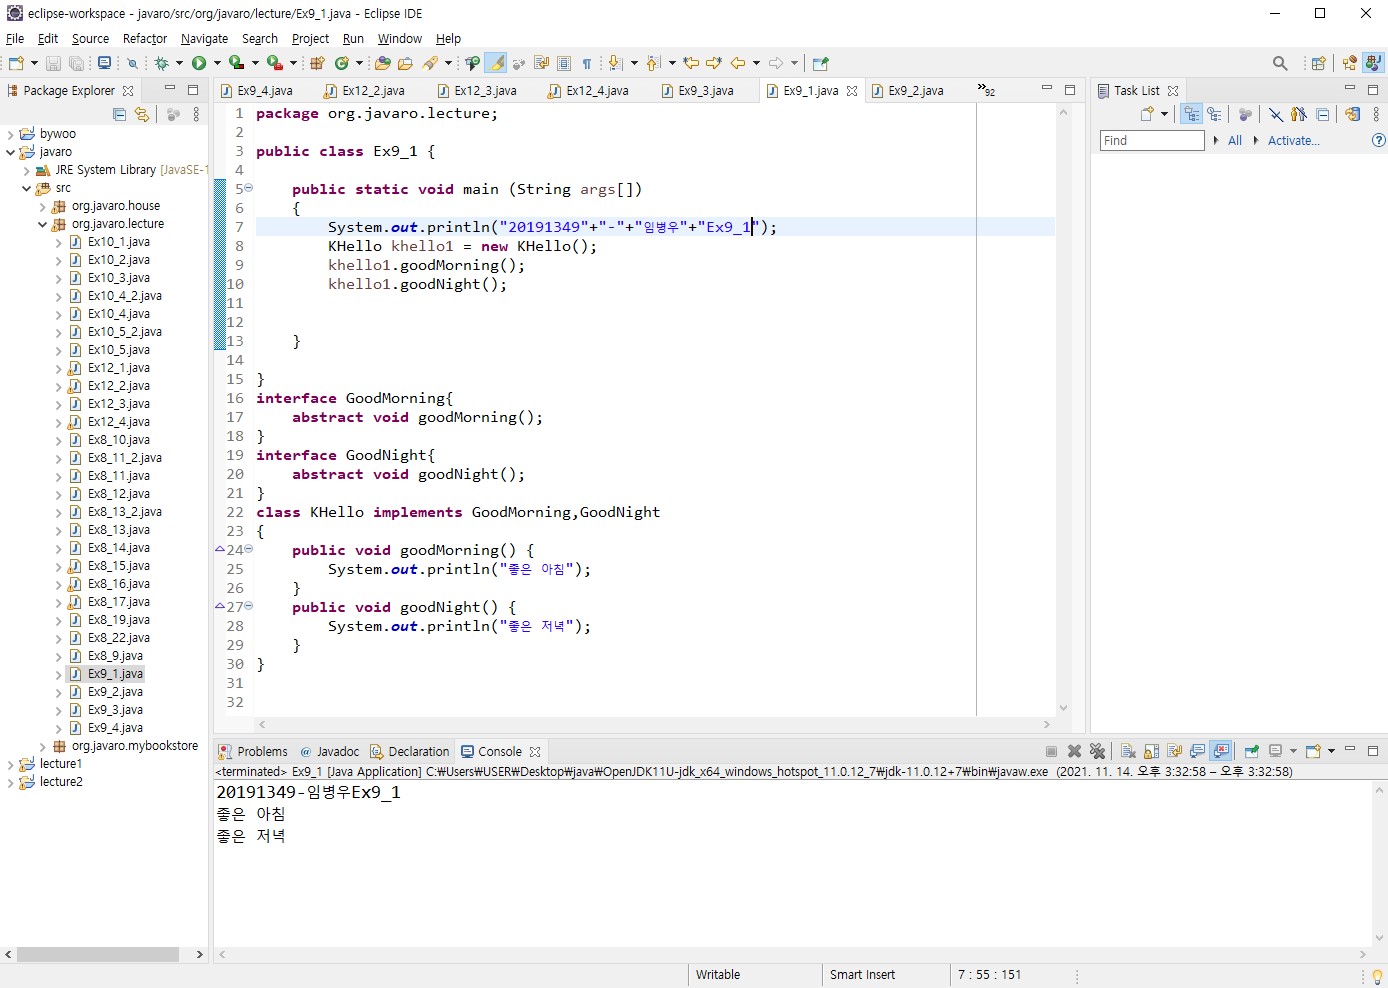 eclipse-workspace - javaro/src/org/javaro/lecture/Ex9_1.java - Eclipse IDE
File Edit Source Refactor Navigate Search Project Run Window Help
Package Explorer
bywoo
javaro
JRE System Library [JavaSE-1
src
org.javaro.house
org.javaro.lecture
Ex10_1.java
Ex10_2.java
Ex10_3.java
Ex10_4_2.java
Ex10_4.java
Ex10_5_2.java
Ex10_5.java
Ex12_1.java
Ex12_2.java
Ex12_3.java
Ex12_4.java
Ex8_10.java
Ex8_11_2.java
Ex8_11.java
Ex8_12.java
Ex8_13_2.java
Ex8_13.java
Ex8_14.java
Ex8_15.java
Ex8_16.java
Ex8_17.java
Ex8_19.java
Ex8_22.java
Ex8_9.java
Ex9_1.java
Ex9_2.java
Ex9_3.java
Ex9_4.java
org.javaro.mybookstore
lecture1
lecture2
Ex9_4.java Ex12_2.java Ex12_3.java Ex12_4.java Ex9_3.java Ex9_1.java Ex9_2.java »92
1 package org.javaro.lecture;
2
3 public class Ex9_1 {
4
5 public static void main (String args[])
6 {
7 System.out.println("20191349"+"-"+"임병우"+"Ex9_1");
8 KHello khello1 = new KHello();
9 khello1.goodMorning();
10 khello1.goodNight();
11
12
13 }
14
15 }
16 interface GoodMorning{
17 abstract void goodMorning();
18 }
19 interface GoodNight{
20 abstract void goodNight();
21 }
22 class KHello implements GoodMorning,GoodNight
23 {
24 public void goodMorning() {
25 System.out.println("좋은 아침");
26 }
27 public void goodNight() {
28 System.out.println("좋은 저녁");
29 }
30 }
31
32
Task List
Find All Activate...
Problems @ Javadoc Declaration Console
<terminated> Ex9_1 [Java Application] C:₩Users₩USER₩Desktop₩java₩OpenJDK11U-jdk_x64_windows_hotspot_11.0.12_7₩jdk-11.0.12+7₩bin₩javaw.exe (2021. 11. 14. 오후 3:32:58 – 오후 3:32:58)
20191349-임병우Ex9_1
좋은 아침
좋은 저녁
Writable Smart Insert 7 : 55 : 151